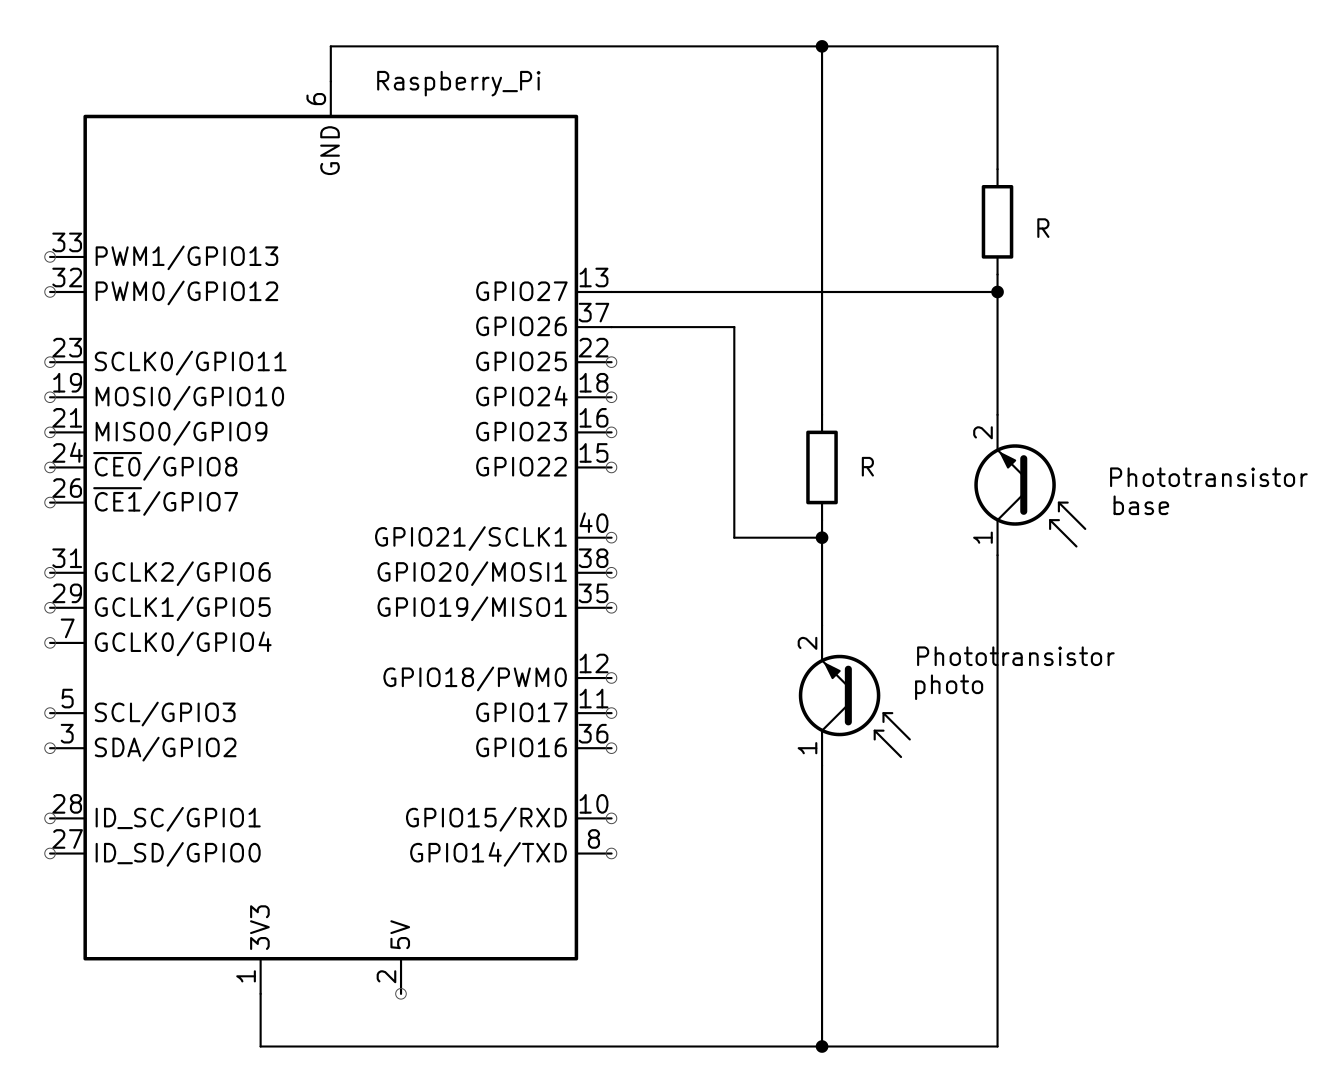 6
Raspberry_Pi
GND
33 PWM1/GPIO13
32 PWM0/GPIO12
GPIO27 13
GPIO26 37
23 SCLK0/GPIO11
GPIO25 22
19 MOSI0/GPIO10
GPIO24 18
21 MISO0/GPIO9
GPIO23 16
24 CE0/GPIO8
GPIO22 15
26 CE1/GPIO7
GPIO21/SCLK1 40
31 GCLK2/GPIO6
GPIO20/MOSI1 38
29 GCLK1/GPIO5
GPIO19/MISO1 35
7 GCLK0/GPIO4
GPIO18/PWM0 12
5 SCL/GPIO3
GPIO17 11
3 SDA/GPIO2
GPIO16 36
28 ID_SC/GPIO1
GPIO15/RXD 10
27 ID_SD/GPIO0
GPIO14/TXD 8
3V3
5V
1
2
R
R
2
Phototransistor
base
1
2
Phototransistor
photo
1